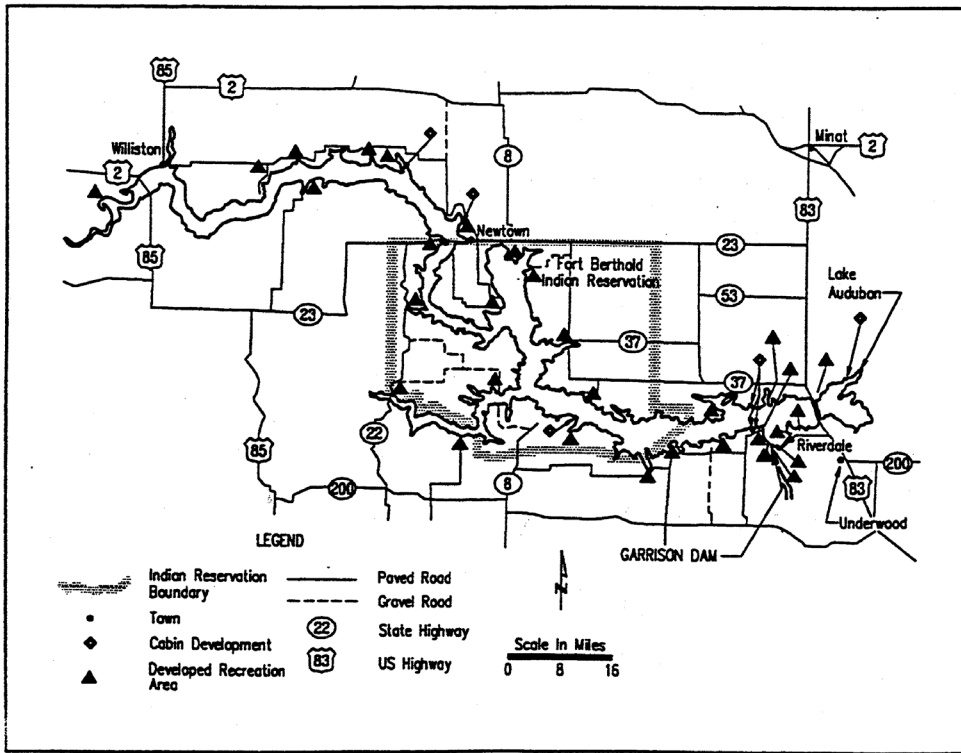 85
2
8
2
Minat
Williston
2
83
Newtown
23
85
Fort Berthold
Indian Reservation
Lake
Audubon
53
23
37
37
22
Riverdale
85
200
200
8
83
Underwood
GARRISON DAM
LEGEND
Indian Reservation
Boundary
Town
Cabin Development
Developed Recreation
Area
Paved Road
Gravel Road
22
State Highway
83
US Highway
N
Scale In Miles
0 8 16